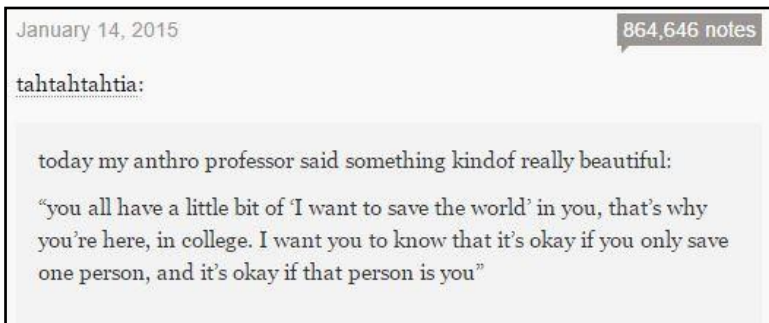 January 14, 2015
864,646 notes
tahtahtahtia:
today my anthro professor said something kindof really beautiful:
“you all have a little bit of ‘I want to save the world’ in you, that’s why
you’re here, in college. I want you to know that it’s okay if you only save
one person, and it’s okay if that person is you”